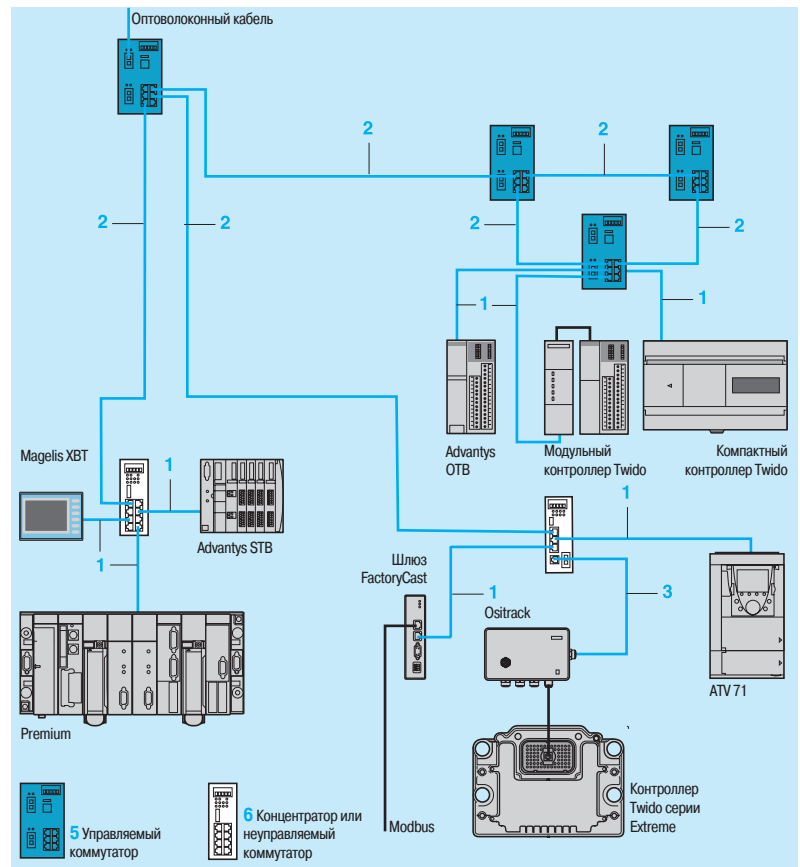 Оптоволоконный кабель
2
2
2
2
2
2
1
1
Advantys
OTB
Модульный
контроллер Twido
Компактный
контроллер Twido
Magelis XBT
1
Advantys STB
1
1
Шлюз
FactoryCast
1
3
Ositrack
ATV 71
Premium
Modbus
Контроллер
Twido серии
Extreme
5 Управляемый
коммутатор
6 Концентратор или
неуправляемый
коммутатор